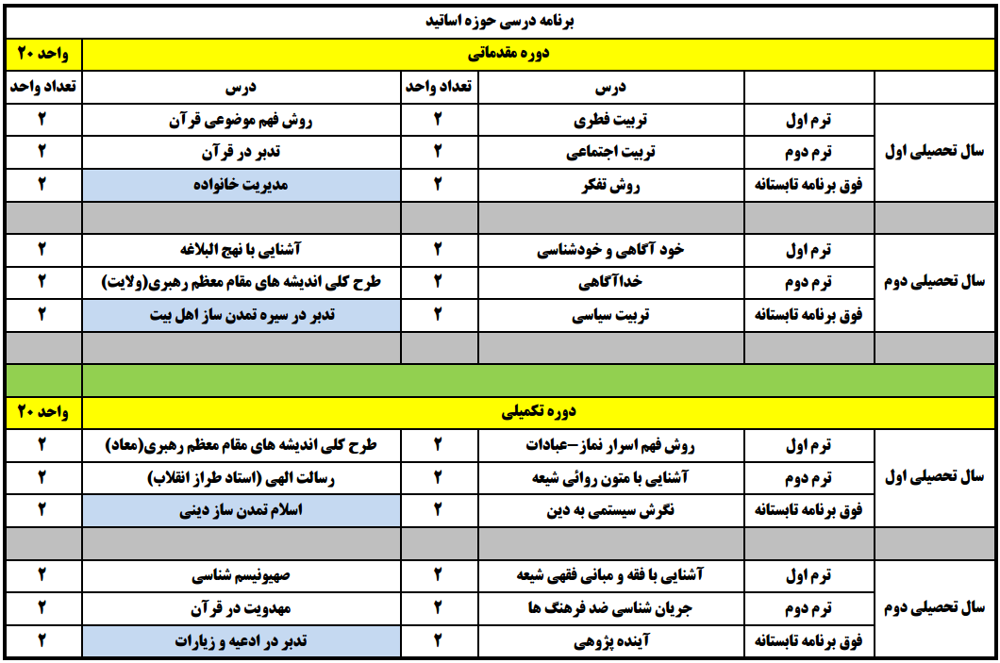 برنامه درسی حوزه اساتید
دوره مقدماتی ۲۰ واحد
درس تعداد واحد درس تعداد واحد
سال تحصیلی اول
ترم اول تربیت فطری ۲ روش فهم موضوعی قرآن ۲
ترم دوم تربیت اجتماعی ۲ تدبر در قرآن ۲
فوق برنامه تابستانه روش تفکر ۲ مدیریت خانواده ۲
سال تحصیلی دوم
ترم اول خود آگاهی و خودشناسی ۲ آشنایی با نهج البلاغه ۲
ترم دوم خداآگاهی ۲ طرح کلی اندیشه های مقام معظم رهبری(ولایت) ۲
فوق برنامه تابستانه تربیت سیاسی ۲ تدبر در سیره تمدن ساز اهل بیت ۲
دوره تکمیلی ۲۰ واحد
سال تحصیلی اول
ترم اول روش فهم اسرار نماز-عبادات ۲ طرح کلی اندیشه های مقام معظم رهبری(معاد) ۲
ترم دوم آشنایی با متون روائی شیعه ۲ رسالت الهی (استاد طراز انقلاب) ۲
فوق برنامه تابستانه نگرش سیستمی به دین ۲ اسلام تمدن ساز دینی ۲
سال تحصیلی دوم
ترم اول آشنایی با فقه و مبانی فقهی شیعه ۲ صهیونیسم شناسی ۲
ترم دوم جریان شناسی ضد فرهنگ ها ۲ مهدویت در قرآن ۲
فوق برنامه تابستانه آینده پژوهی ۲ تدبر در ادعیه و زیارات ۲